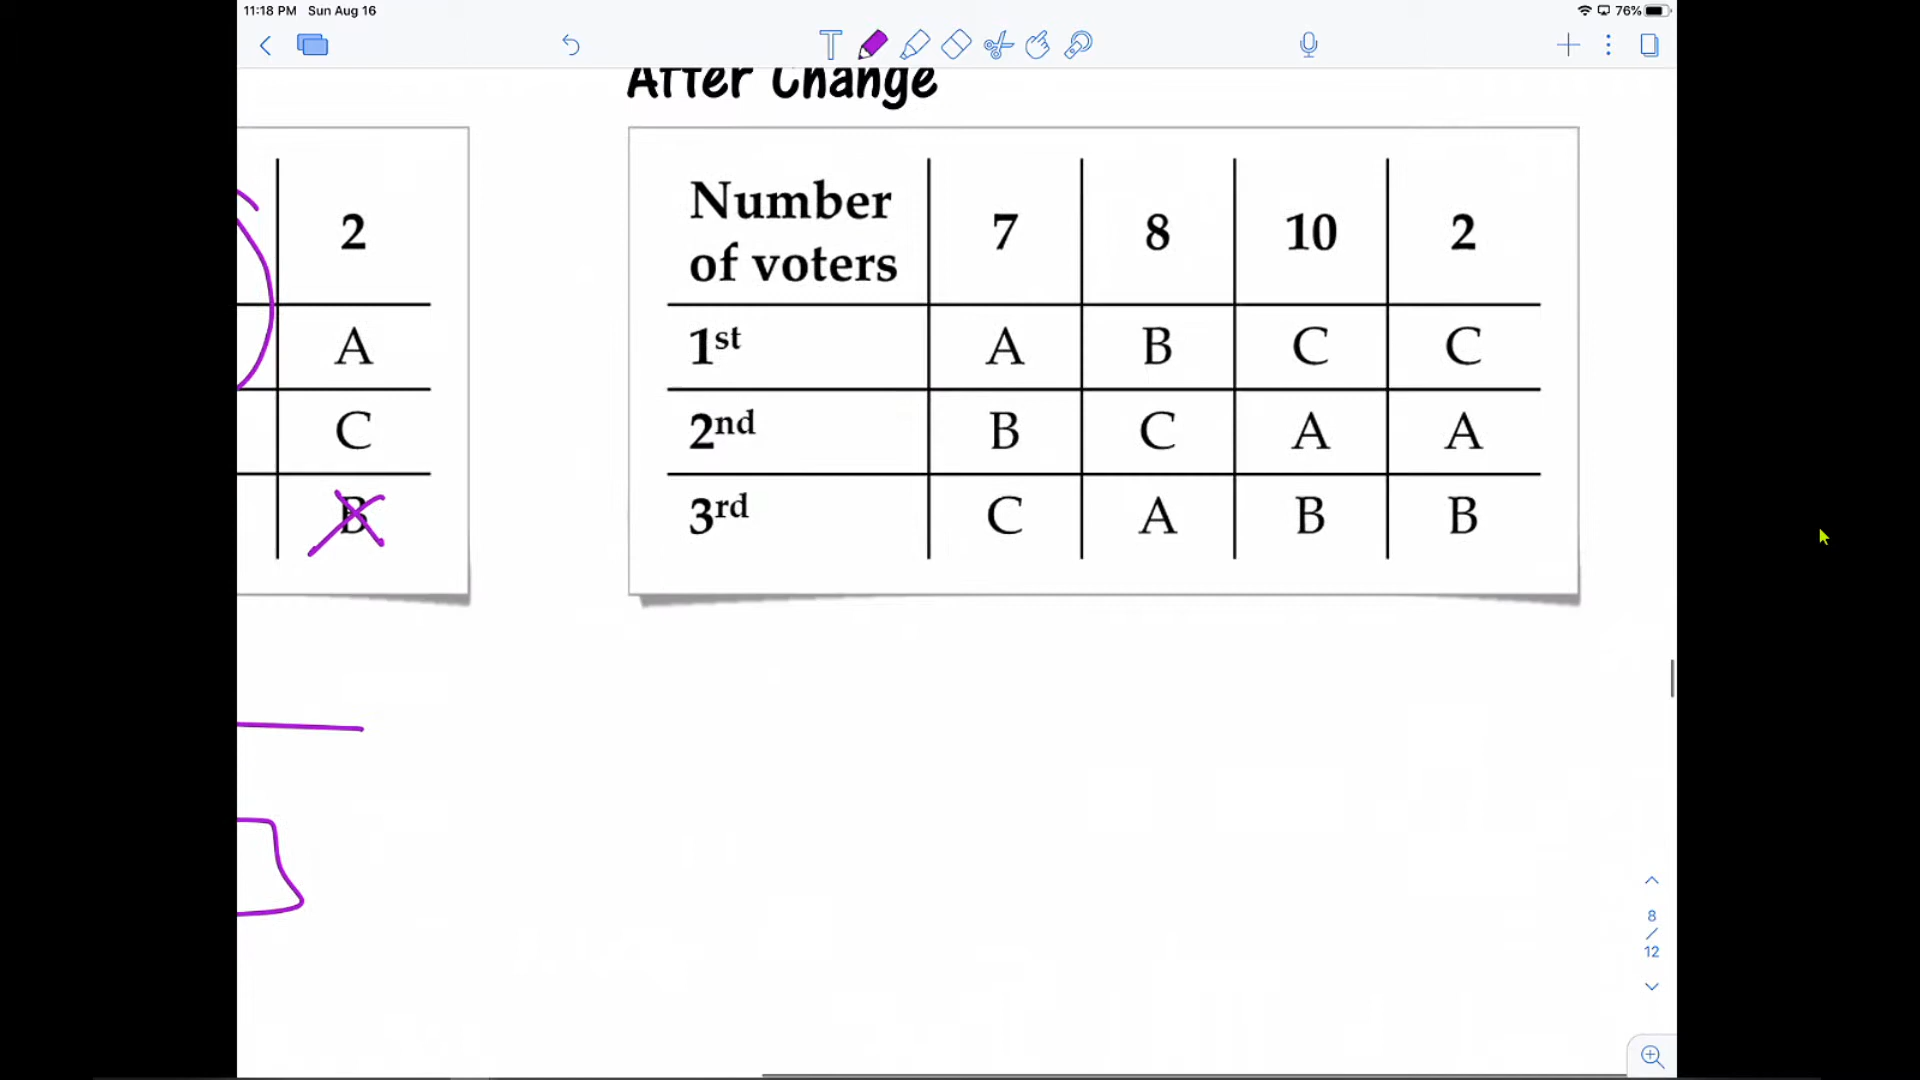 11:18 PM Sun Aug 16 76%
T
After Change
2
A
C
B
Number of voters 7 8 10 2
1st A B C C
2nd B C A A
3rd C A B B
8
/
12